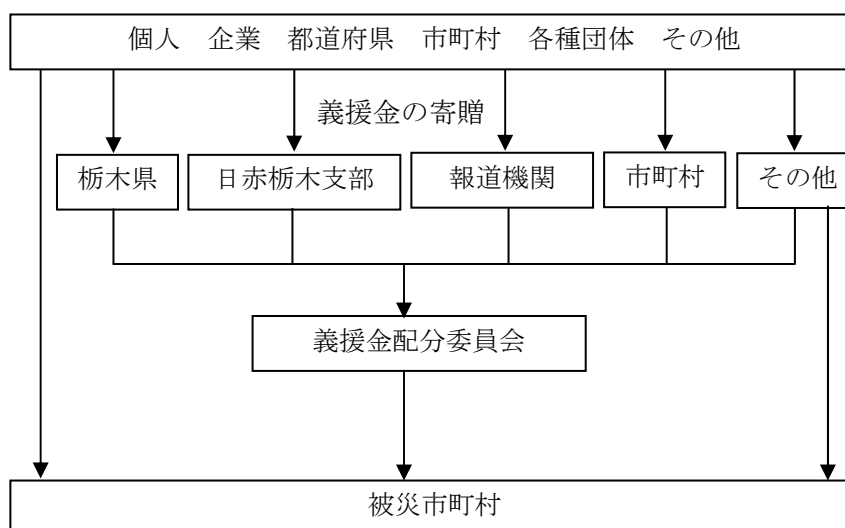 個人　企業　都道府県　市町村　各種団体　その他
義援金の寄贈
栃木県　日赤栃木支部　報道機関　市町村　その他
義援金配分委員会
被災市町村